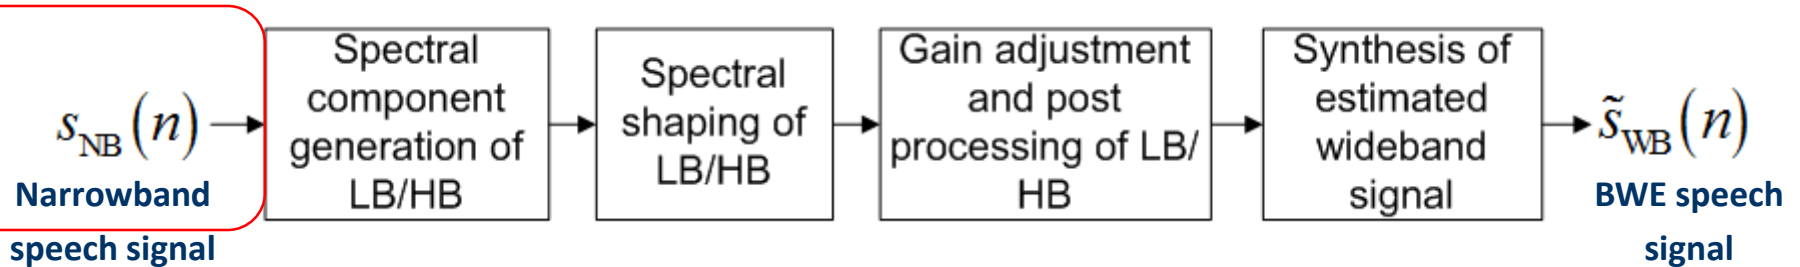 s_NB(n)
Narrowband
speech signal
Spectral
component
generation of
LB/HB
Spectral
shaping of
LB/HB
Gain adjustment
and post
processing of LB/
HB
Synthesis of
estimated
wideband
signal
s̃_WB(n)
BWE speech
signal